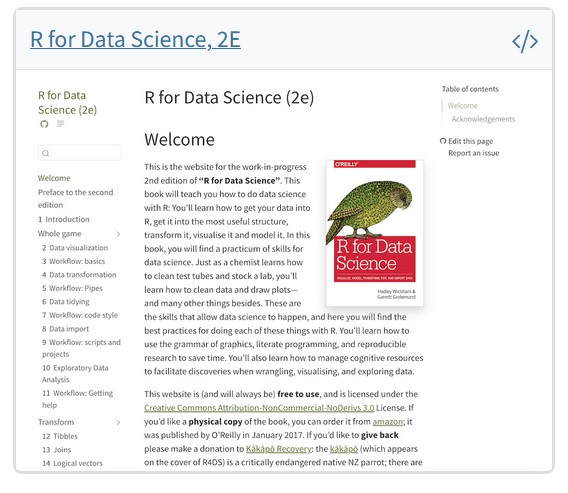 R for Data Science, 2E
</>
R for Data
Science (2e)
Welcome
Preface to the second
edition
1 Introduction
Whole game
2 Data visualization
3 Workflow: basics
4 Data transformation
5 Workflow: Pipes
6 Data tidying
7 Workflow: code style
8 Data import
9 Workflow: scripts and
projects
10 Exploratory Data
Analysis
11 Workflow: Getting
help
Transform
12 Tibbles
13 Joins
14 Logical vectors
R for Data Science (2e)
Welcome
This is the website for the work-in-progress
2nd edition of “R for Data Science”. This
book will teach you how to do data science
with R: You’ll learn how to get your data into
R, get it into the most useful structure,
transform it, visualise it and model it. In this
book, you will find a practicum of skills for
data science. Just as a chemist learns how
to clean test tubes and stock a lab, you’ll
learn how to clean data and draw plots—
and many other things besides. These are
the skills that allow data science to happen, and here you will find the
best practices for doing each of these things with R. You’ll learn how to
use the grammar of graphics, literate programming, and reproducible
research to save time. You’ll also learn how to manage cognitive resources
to facilitate discoveries when wrangling, visualising, and exploring data.
This website is (and will always be) free to use, and is licensed under the
Creative Commons Attribution-NonCommercial-NoDerivs 3.0 License. If
you’d like a physical copy of the book, you can order it from amazon; it
was published by O’Reilly in January 2017. If you’d like to give back
please make a donation to Kākāpō Recovery: the kākāpō (which appears
on the cover of R4DS) is a critically endangered native NZ parrot; there are
O'REILLY
R for Data
Science
VISUALIZE, MODEL, TRANSFORM, TIDY, AND IMPORT DATA
Hadley Wickham &
Garrett Grolemund
Table of contents
Welcome
Acknowledgements
Edit this page
Report an issue